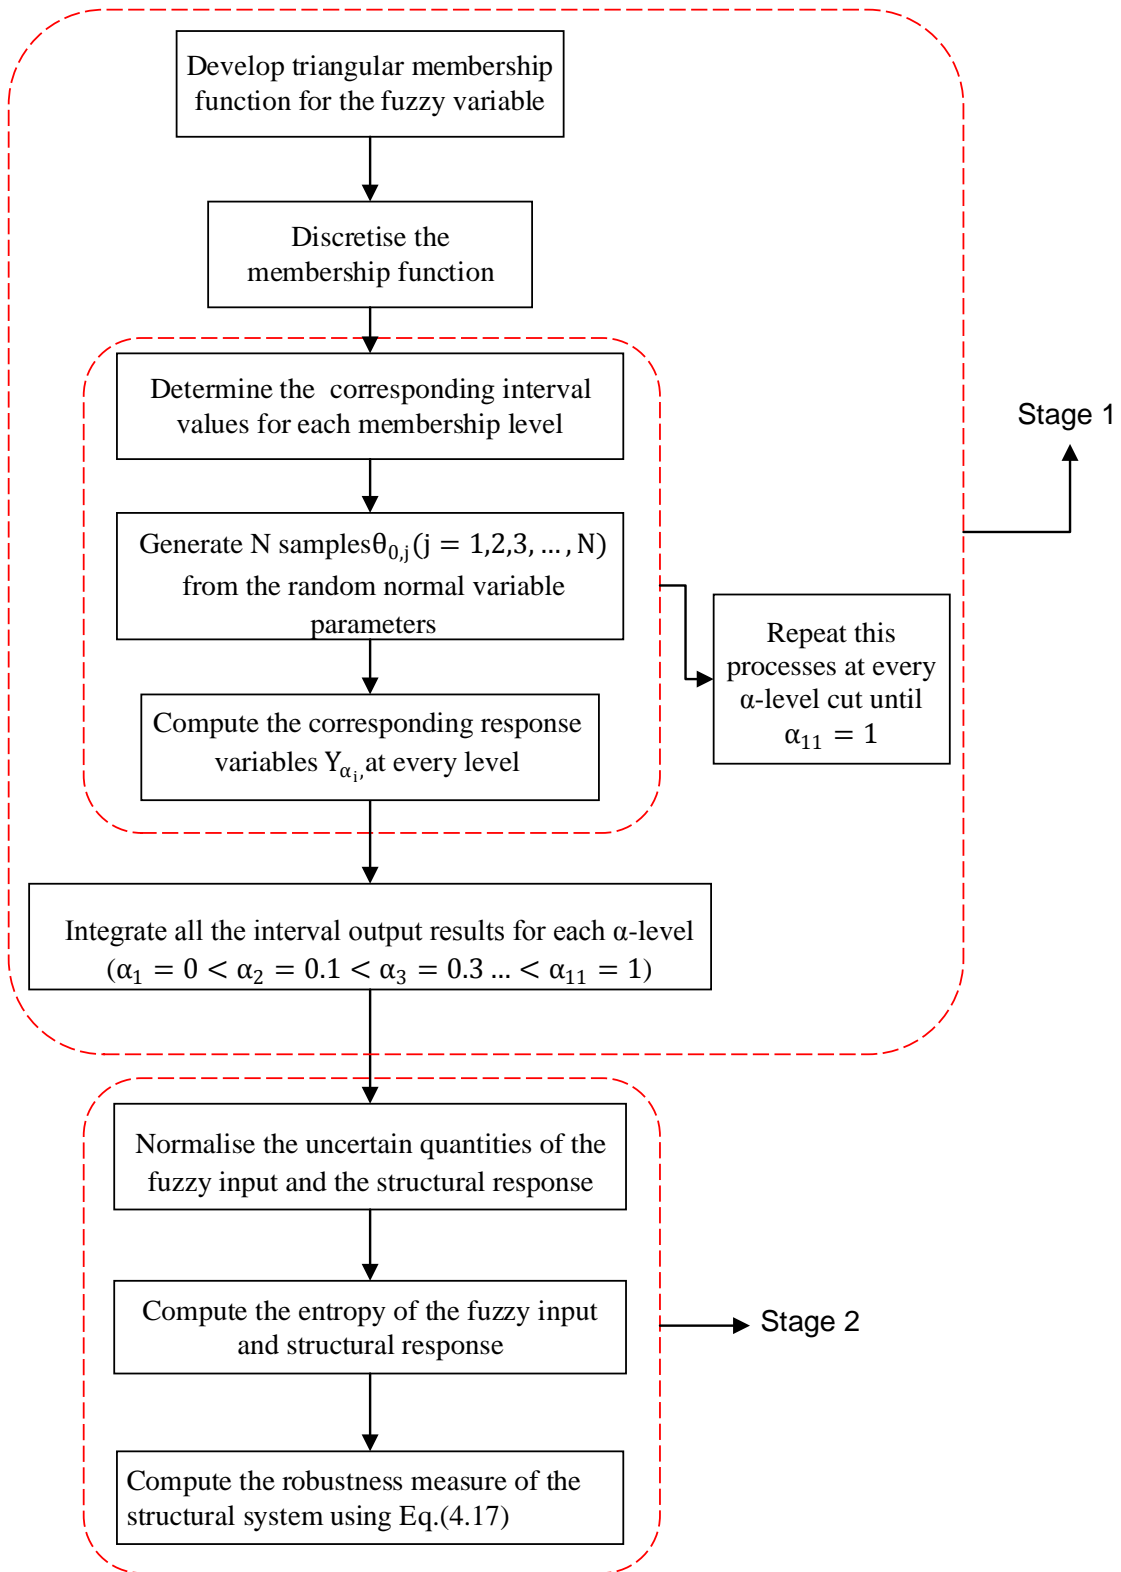 Develop triangular membership
function for the fuzzy variable
Discretise the
membership function
Determine the corresponding interval
values for each membership level
Stage 1
Generate N samplesθ₀,ⱼ(j = 1,2,3, … , N)
from the random normal variable
parameters
Repeat this
processes at every
α-level cut until
α₁₁ = 1
Compute the corresponding response
variables Y_αᵢ, at every level
Integrate all the interval output results for each α-level
(α₁ = 0 < α₂ = 0.1 < α₃ = 0.3 … < α₁₁ = 1)
Normalise the uncertain quantities of the
fuzzy input and the structural response
Compute the entropy of the fuzzy input
and structural response
Stage 2
Compute the robustness measure of the
structural system using Eq.(4.17)